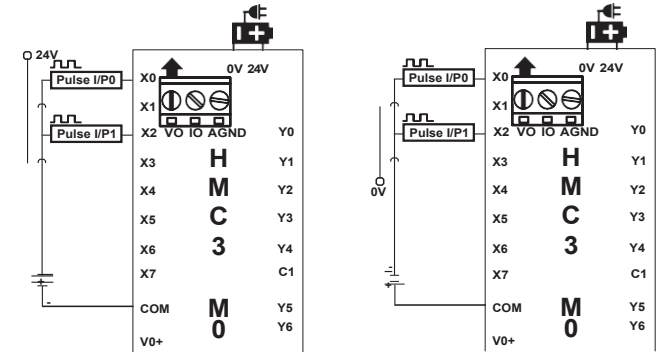 24V
0V 24V
Pulse I/P0 X0
X1
Pulse I/P1 X2 VO IO AGND Y0
X3 H Y1
X4 M Y2
X5 C Y3
X6 3 Y4
X7 C1
+
-
COM M Y5
0 Y6
V0+
0V 24V
Pulse I/P0 X0
X1
Pulse I/P1 X2 VO IO AGND Y0
X3 H Y1
0V X4 M Y2
X5 C Y3
X6 3 Y4
X7 C1
-
+
COM M Y5
0 Y6
V0+